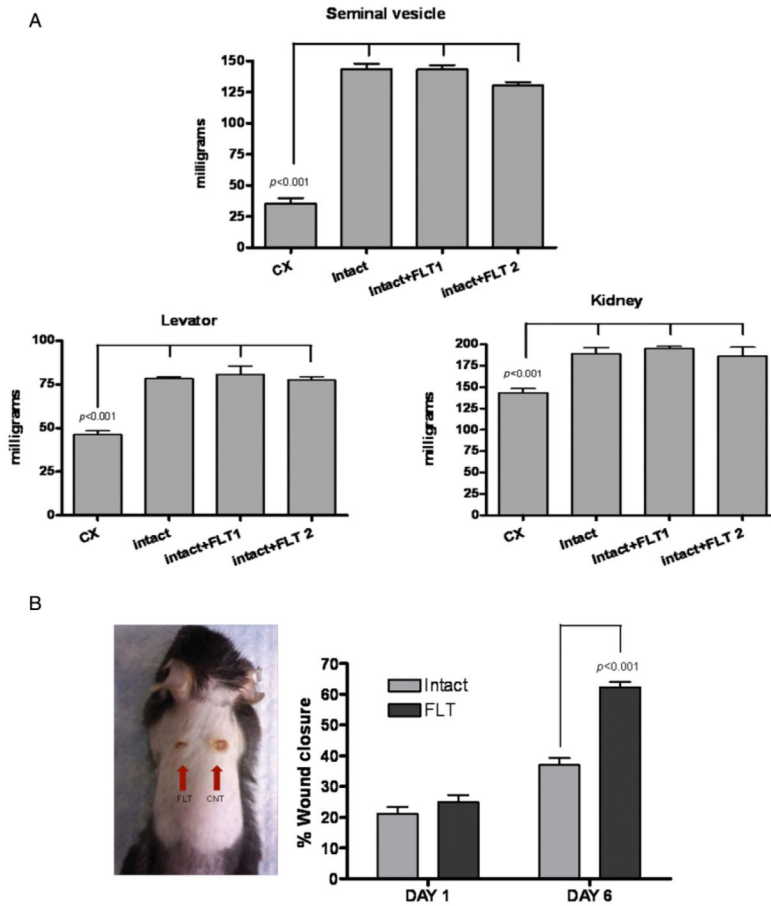 A
Seminal vesicle
milligrams
150
125
100
75
50
25
0
p<0.001
CX
Intact
Intact+FLT1
intact+FLT 2
Levator
milligrams
100
75
50
25
0
p<0.001
CX
intact
intact+FLT1
intact+FLT 2
Kidney
milligrams
200
175
150
125
100
75
50
25
0
p<0.001
CX
Intact
Intact+FLT1
intact+FLT 2
B
FLT CNT
% Wound closure
70
60
50
40
30
20
10
0
Intact
FLT
p<0.001
DAY 1
DAY 6